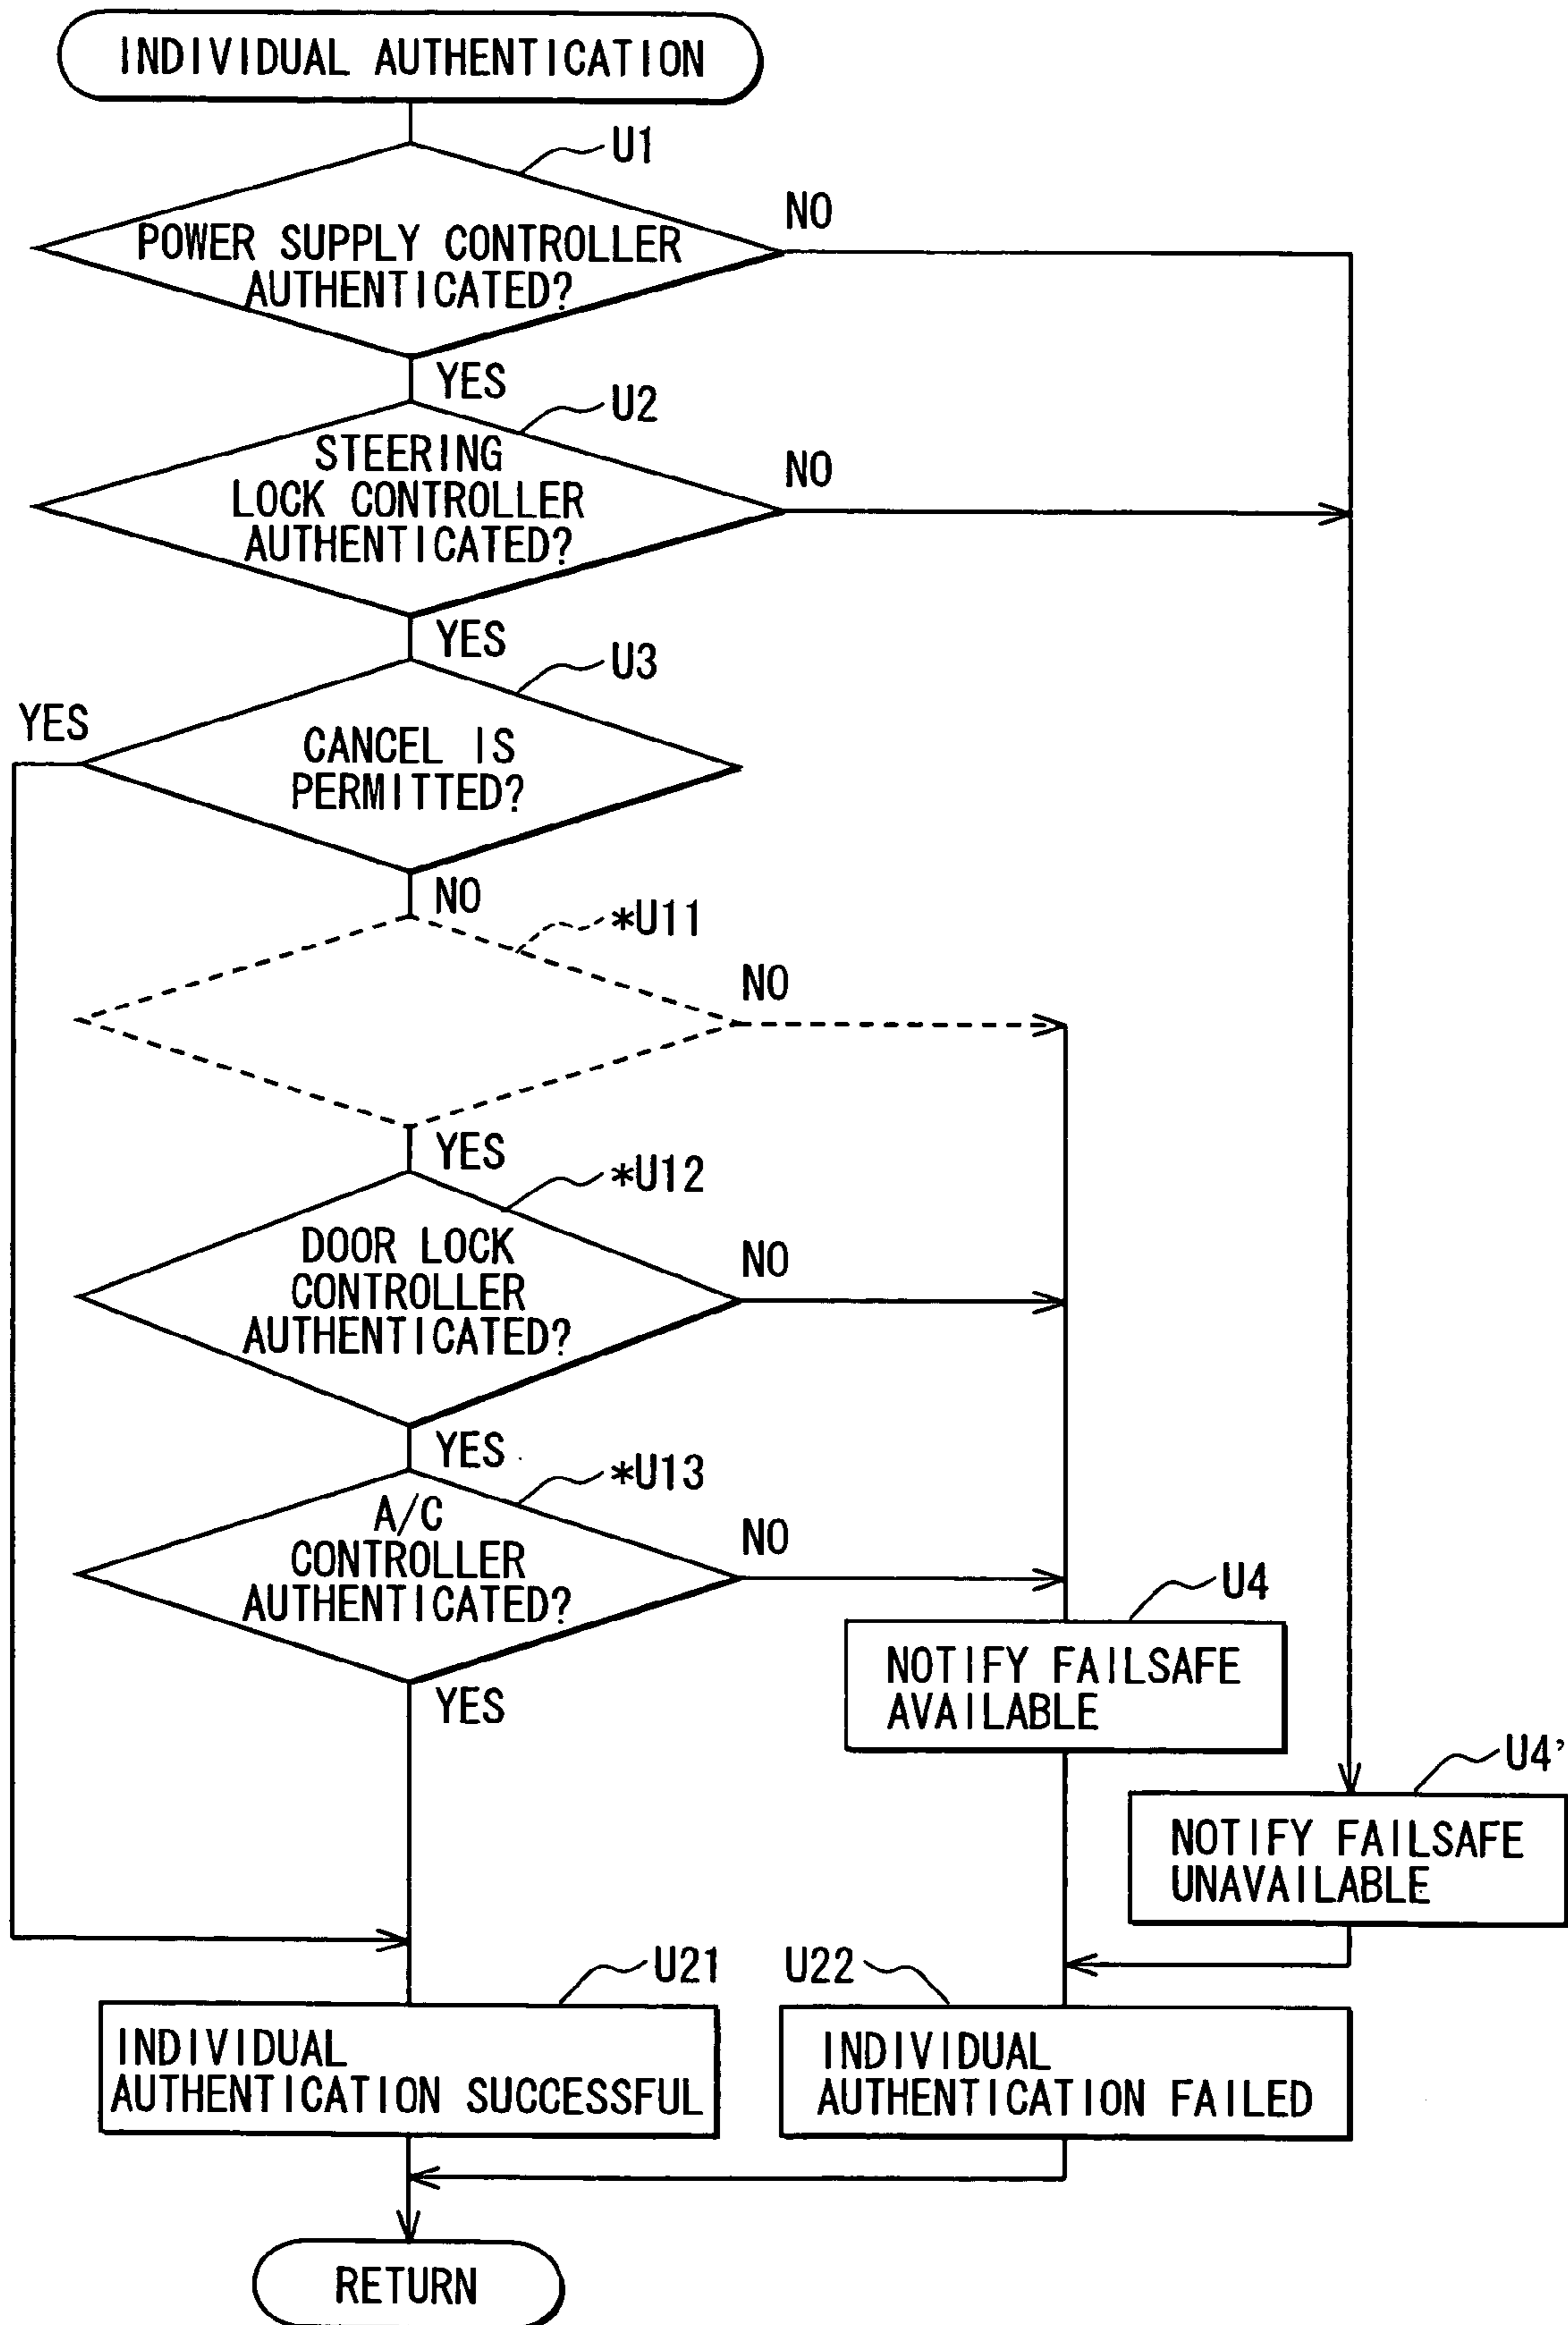 INDIVIDUAL AUTHENTICATION
U1
NO
POWER SUPPLY CONTROLLER
AUTHENTICATED?
YES
U2
STEERING
LOCK CONTROLLER
AUTHENTICATED?
NO
YES
U3
YES
CANCEL IS
PERMITTED?
NO
*U11
NO
YES
*U12
DOOR LOCK
CONTROLLER
AUTHENTICATED?
NO
YES
*U13
A/C
CONTROLLER
AUTHENTICATED?
NO
YES
U4
NOTIFY FAILSAFE
AVAILABLE
U4'
NOTIFY FAILSAFE
UNAVAILABLE
U21
INDIVIDUAL
AUTHENTICATION SUCCESSFUL
U22
INDIVIDUAL
AUTHENTICATION FAILED
RETURN